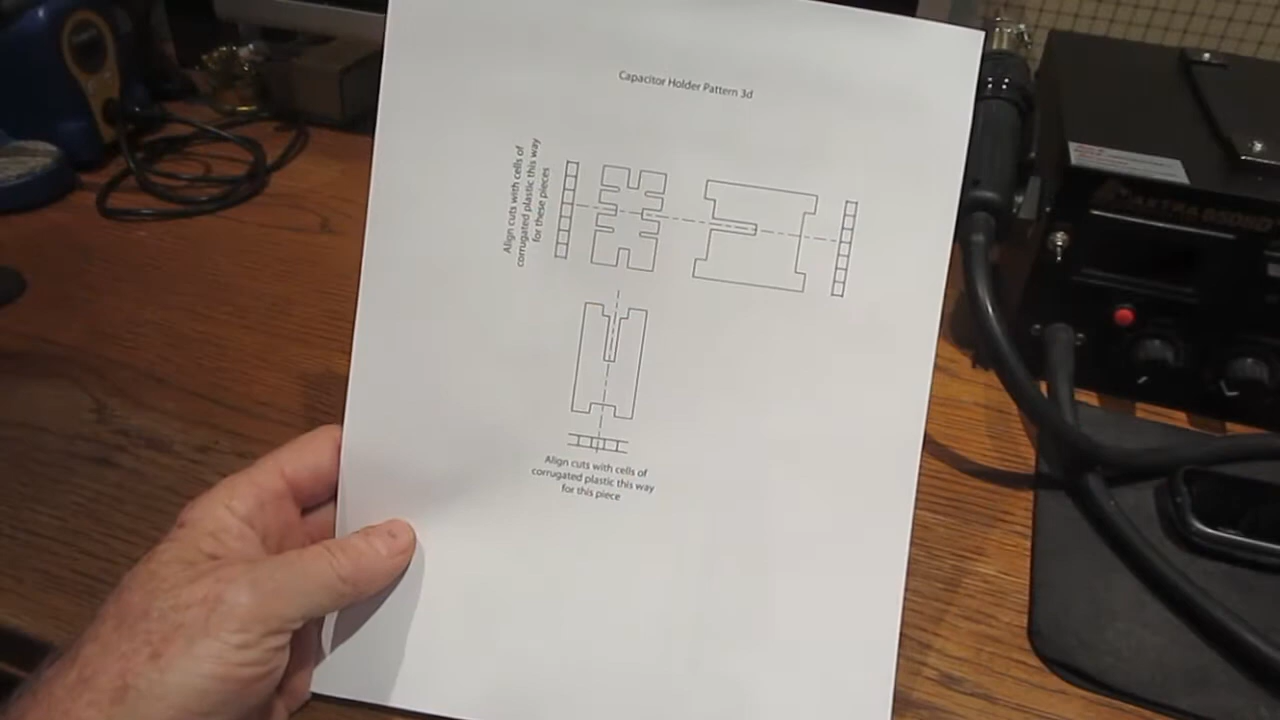 Capacitor Holder Pattern 3d
Align cuts with cells of
corrugated plastic this way
for these pieces
Align cuts with cells of
corrugated plastic this way
for this piece